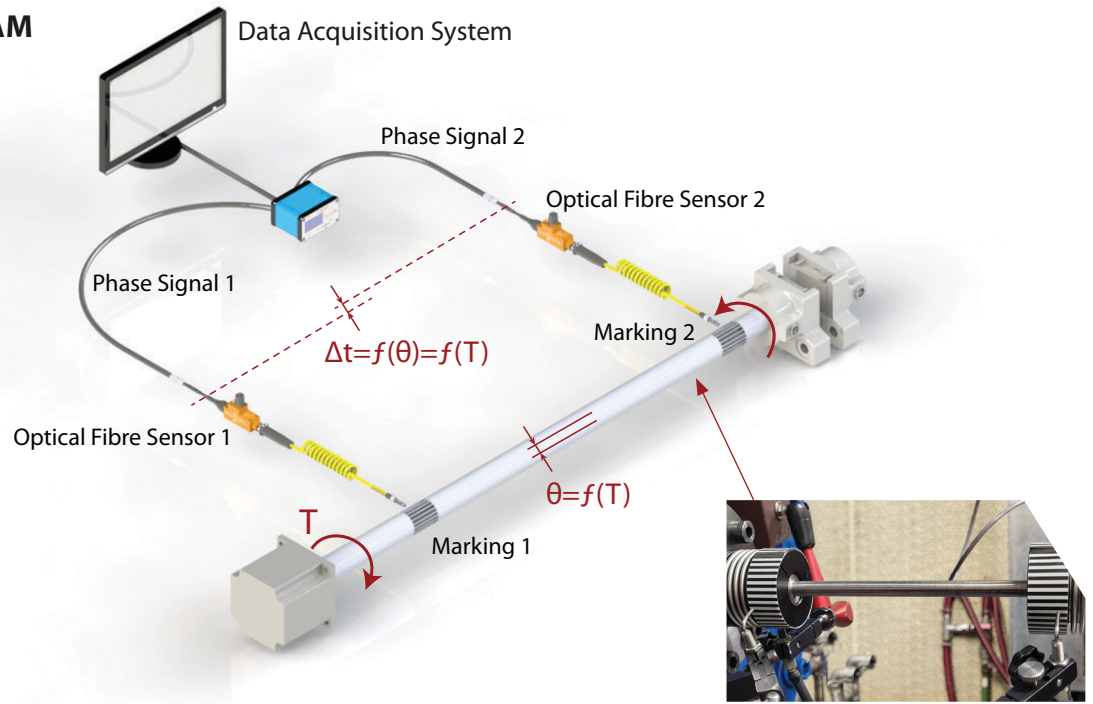 AM
Data Acquisition System
Phase Signal 2
Optical Fibre Sensor 2
Phase Signal 1
Marking 2
Δt=f(θ)=f(T)
Optical Fibre Sensor 1
θ=f(T)
T
Marking 1